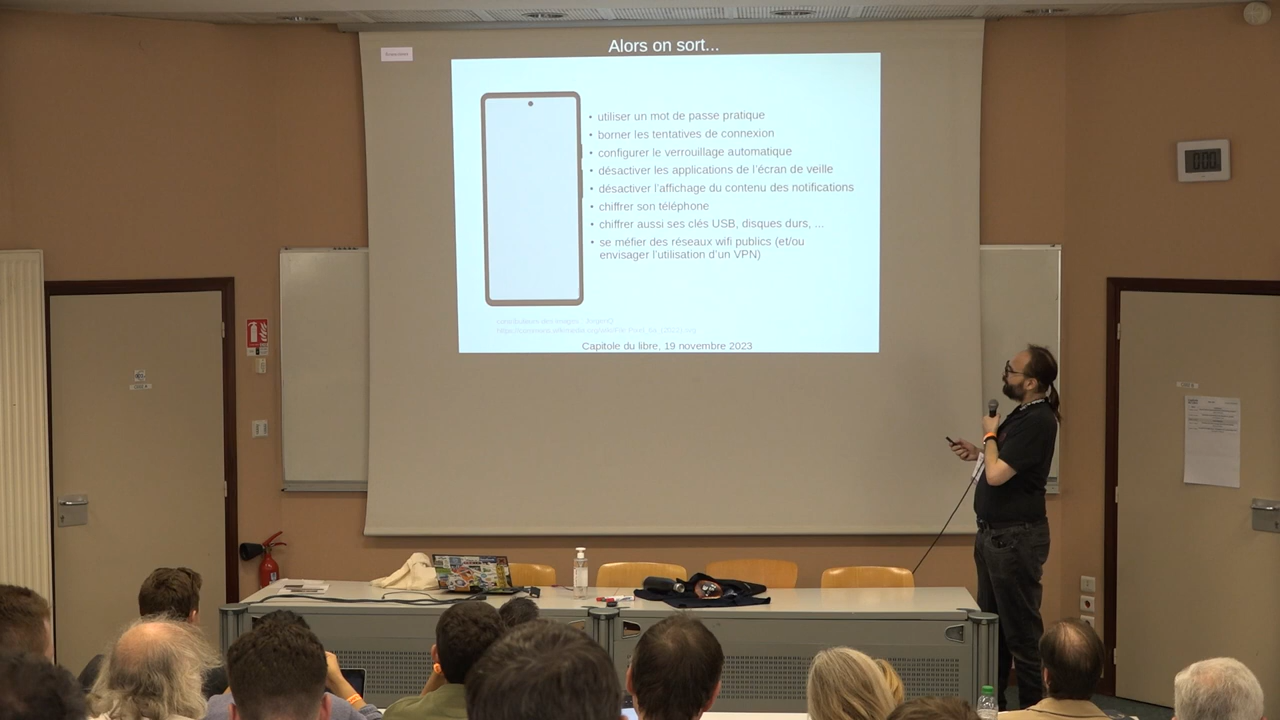 Alors on sort...
• utiliser un mot de passe pratique
• borner les tentatives de connexion
• configurer le verrouillage automatique
• désactiver les applications de l'écran de veille
• désactiver l'affichage du contenu des notifications
• chiffrer son téléphone
• chiffrer aussi ses clés USB, disques durs, ...
• se méfier des réseaux wifi publics (et/ou
envisager l'utilisation d'un VPN)
Capitole du libre, 19 novembre 2023